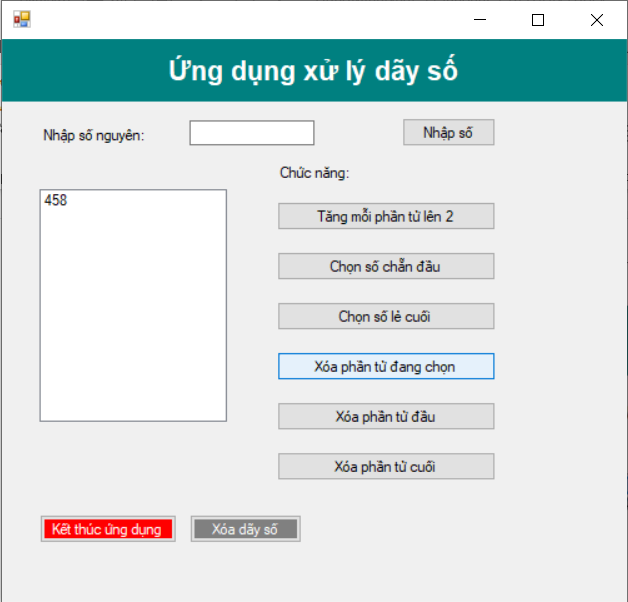 Ứng dụng xử lý dãy số
Nhập số nguyên:
Nhập số
Chức năng:
458
Tăng mỗi phần tử lên 2
Chọn số chẵn đầu
Chọn số lẻ cuối
Xóa phần tử đang chọn
Xóa phần tử đầu
Xóa phần tử cuối
Kết thúc ứng dụng
Xóa dãy số